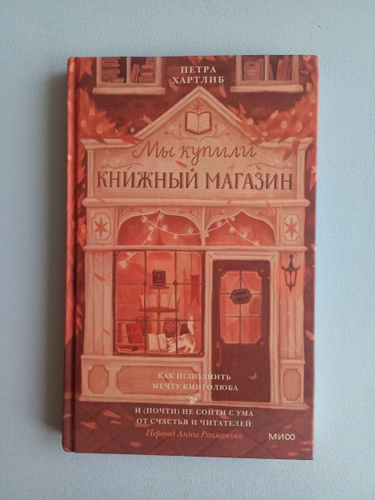 ПЕТРА
ХАРТЛИБ
Мы купили
КНИЖНЫЙ МАГАЗИН
КАК ИСПОЛНИТЬ
МЕЧТУ КНИГОЛЮБА
И (ПОЧТИ) НЕ СОЙТИ С УМА
ОТ СЧАСТЬЯ И ЧИТАТЕЛЕЙ
Перевод Анны Рахманько
МИФ